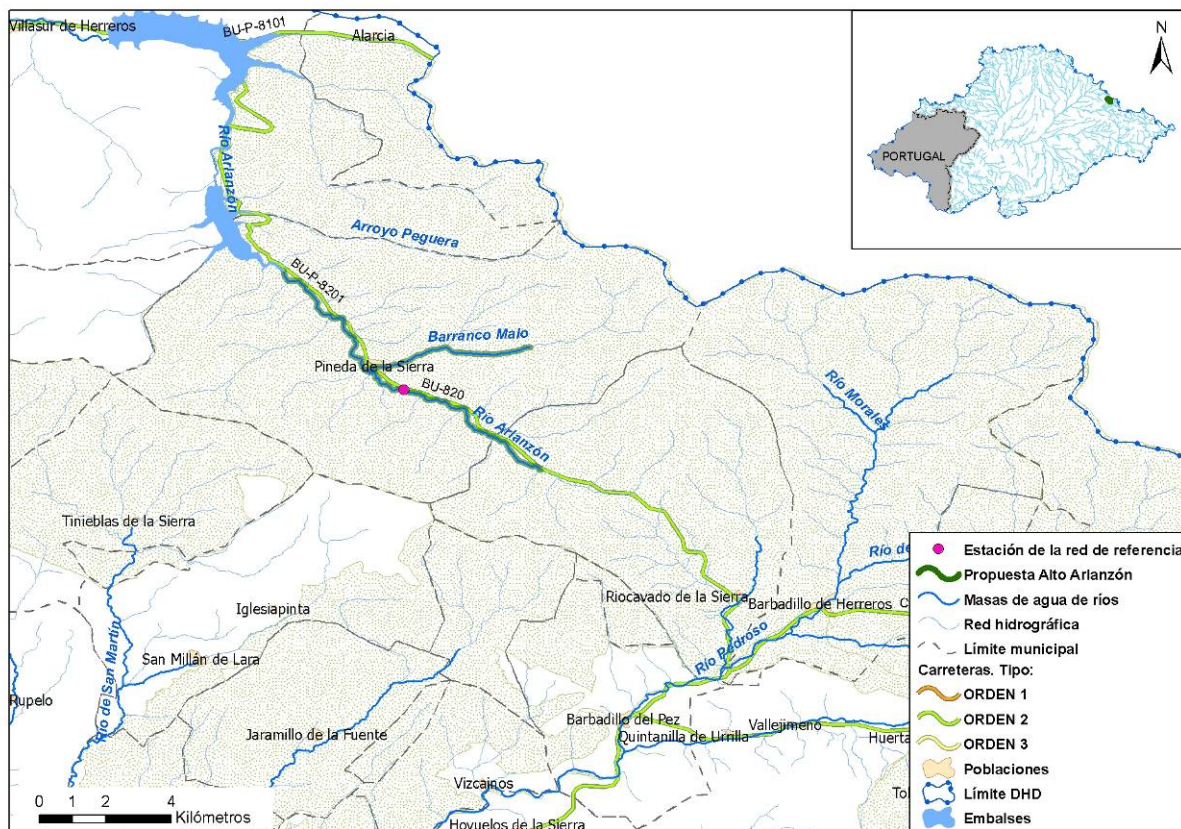 Villasur de Herreros
BU-P-8101
Alarcia
N
PORTUGAL
Río Arlanzón
Arroyo Peguera
BU-P-8201
Barranco Malo
Pineda de la Sierra
BU-820
Río Arlanzón
Río Morales
Tinieblas de la Sierra
Río de
Riocavado de la Sierra
Barbadillo de Herreros
C
Iglesiapinta
San Millán de Lara
Río Pedroso
Rupelo
Río de San Martín
Jaramillo de la Fuente
Barbadillo del Pez
Vallejimeno
Quintanilla de Urrilla
Huerta
Vizcainos
Hoyuelos de la Sierra
To
0 1 2 4
Kilómetros
Estación de la red de referencia
Propuesta Alto Arlanzón
Masas de agua de ríos
Red hidrográfica
Límite municipal
Carreteras. Tipo:
ORDEN 1
ORDEN 2
ORDEN 3
Poblaciones
Límite DHD
Embalses